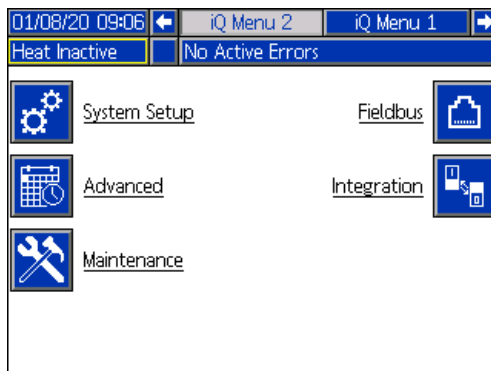 01/08/20 09:06 iQ Menu 2 iQ Menu 1
Heat Inactive No Active Errors
System Setup Fieldbus
Advanced Integration
Maintenance